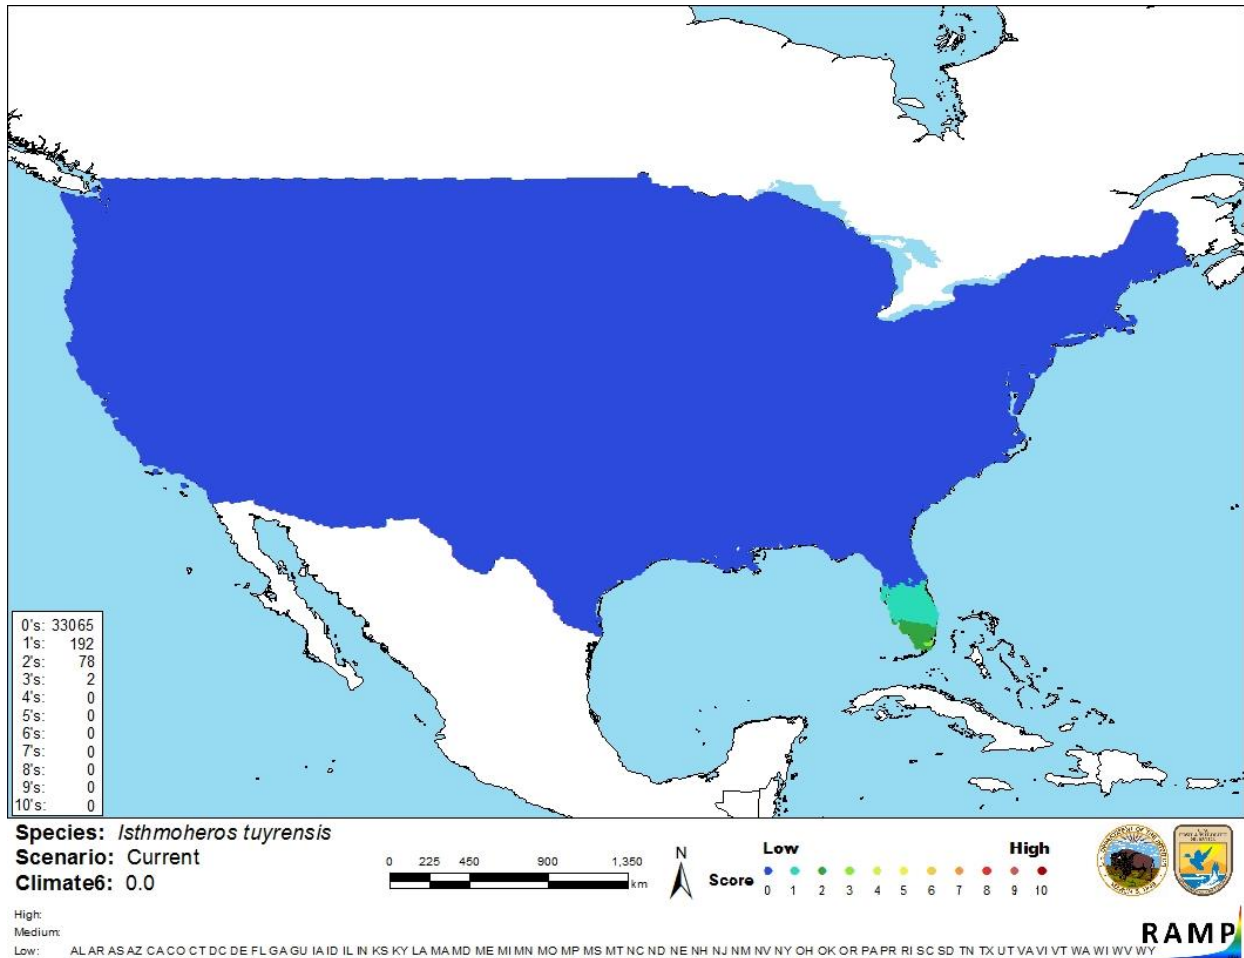 0's: 33065
1's: 192
2's: 78
3's: 2
4's: 0
5's: 0
6's: 0
7's: 0
8's: 0
9's: 0
10's: 0
Species: Isthmoheros tuyrensis
Scenario: Current
Climate6: 0.0
0 225 450 900 1,350
km
N
Low High
Score
0 1 2 3 4 5 6 7 8 9 10
High:
Medium:
Low: AL AR AS AZ CA CO CT DC DE FL GA GU IA ID IL IN KS KY LA MA MD ME MI MN MO MP MS MT NC ND NE NH NJ NM NV NY OH OK OR PA PR RI SC SD TN TX UT VA VI VT WA WI WV WY
RAMP